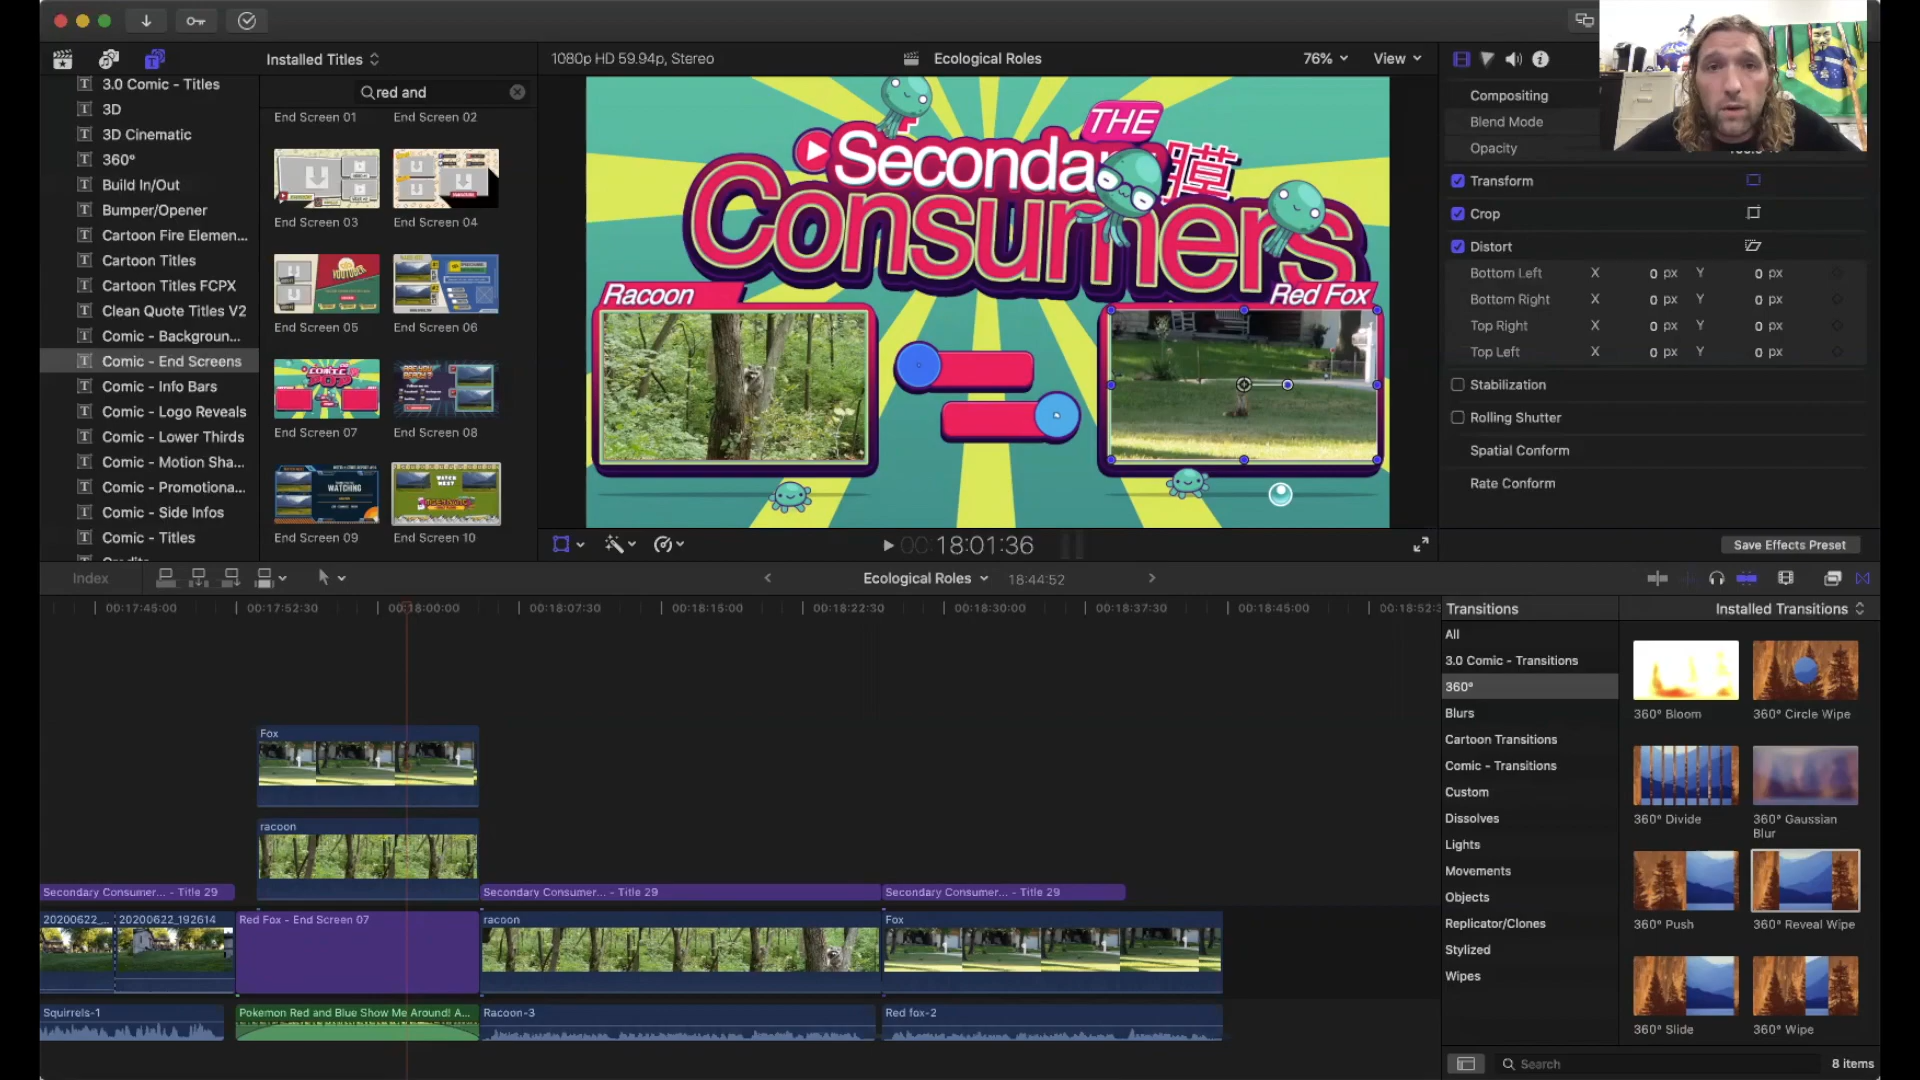 Installed Titles
1080p HD 59.94p, Stereo
Ecological Roles
76%
View
3.0 Comic - Titles
3D
3D Cinematic
360°
Build In/Out
Bumper/Opener
Cartoon Fire Elemen...
Cartoon Titles
Cartoon Titles FCPX
Clean Quote Titles V2
Comic - Backgroun...
Comic - End Screens
Comic - Info Bars
Comic - Logo Reveals
Comic - Lower Thirds
Comic - Motion Sha...
Comic - Promotiona...
Comic - Side Infos
Comic - Titles
red and
End Screen 01
End Screen 02
End Screen 03
End Screen 04
End Screen 05
End Screen 06
End Screen 07
End Screen 08
End Screen 09
End Screen 10
THE
Consumers
Racoon
Red Fox
Compositing
Blend Mode
Opacity
Transform
Crop
Distort
Bottom Left X 0 px Y 0 px
Bottom Right X 0 px Y 0 px
Top Right X 0 px Y 0 px
Top Left X 0 px Y 0 px
Stabilization
Rolling Shutter
Spatial Conform
Rate Conform
Save Effects Preset
18:01:36
Index
Ecological Roles
18:44:52
00:17:45:00
00:17:52:30
00:18:00:00
00:18:07:30
00:18:15:00
00:18:22:30
00:18:30:00
00:18:37:30
00:18:45:00
00:18:52:3
Fox
racoon
Secondary Consumer... - Title 29
Secondary Consumer... - Title 29
Secondary Consumer... - Title 29
20200622_...
20200622_192614
Red Fox - End Screen 07
racoon
Fox
Squirrels-1
Pokemon Red and Blue Show Me Around! A...
Racoon-3
Red fox-2
Transitions
Installed Transitions
All
3.0 Comic - Transitions
360°
Blurs
Cartoon Transitions
Comic - Transitions
Custom
Dissolves
Lights
Movements
Objects
Replicator/Clones
Stylized
Wipes
360° Bloom
360° Circle Wipe
360° Divide
360° Gaussian
Blur
360° Push
360° Reveal Wipe
360° Slide
360° Wipe
Search
8 items